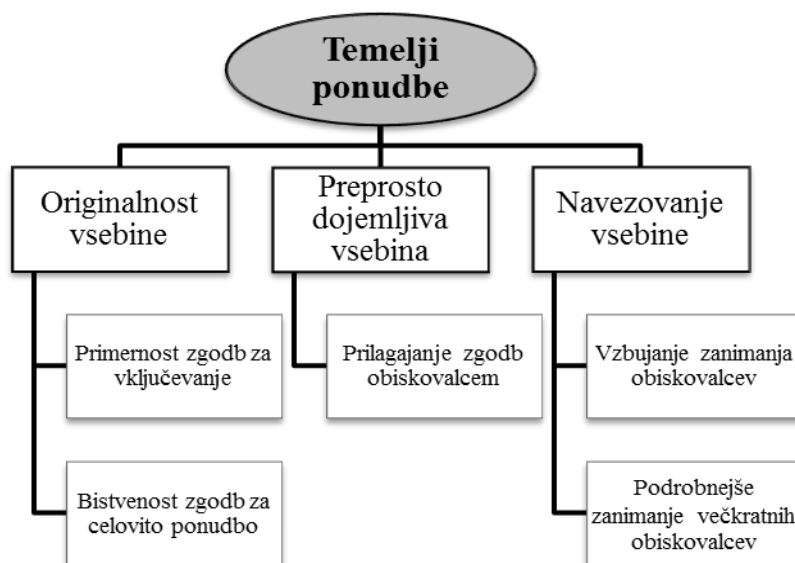 Temelji
ponudbe
Originalnost
vsebine
Preprosto
dojemljiva
vsebina
Navezovanje
vsebine
Primernost zgodb za
vključevanje
Prilagajanje zgodb
obiskovalcem
Vzbujanje zanimanja
obiskovalcev
Bistvenost zgodb za
celovito ponudbo
Podrobnejše
zanimanje večkratnih
obiskovalcev